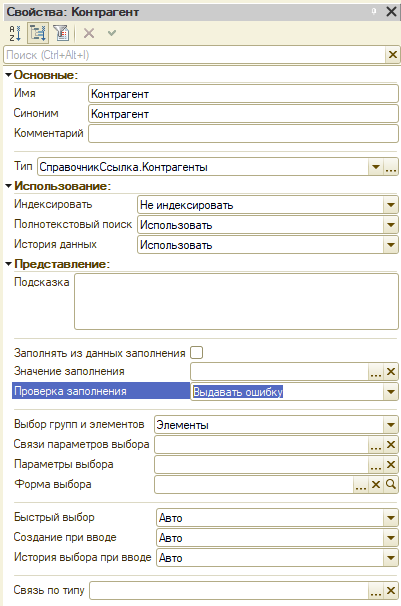 Свойства: Контрагент
Поиск (Ctrl+Alt+I)
Основные:
Имя Контрагент
Синоним Контрагент
Комментарий
Тип СправочникСсылка.Контрагенты
Использование:
Индексировать Не индексировать
Полнотекстовый поиск Использовать
История данных Использовать
Представление:
Подсказка
Заполнять из данных заполнения
Значение заполнения
Проверка заполнения Выдавать ошибку
Выбор групп и элементов Элементы
Связи параметров выбора
Параметры выбора
Форма выбора
Быстрый выбор Авто
Создание при вводе Авто
История выбора при вводе Авто
Связь по типу